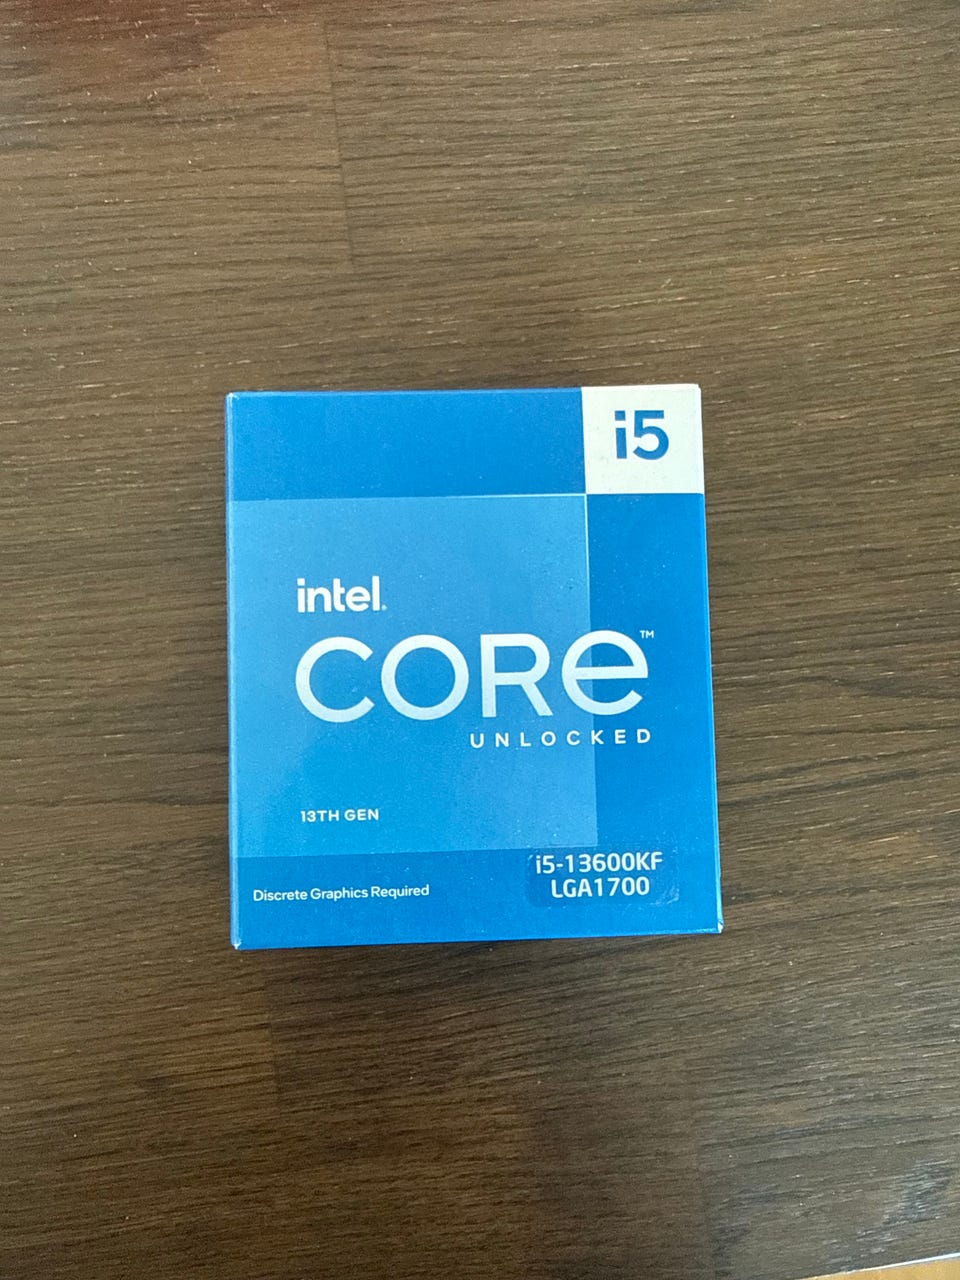 i5
intel.
CORE™
UNLOCKED
13TH GEN
i5-13600KF
LGA1700
Discrete Graphics Required